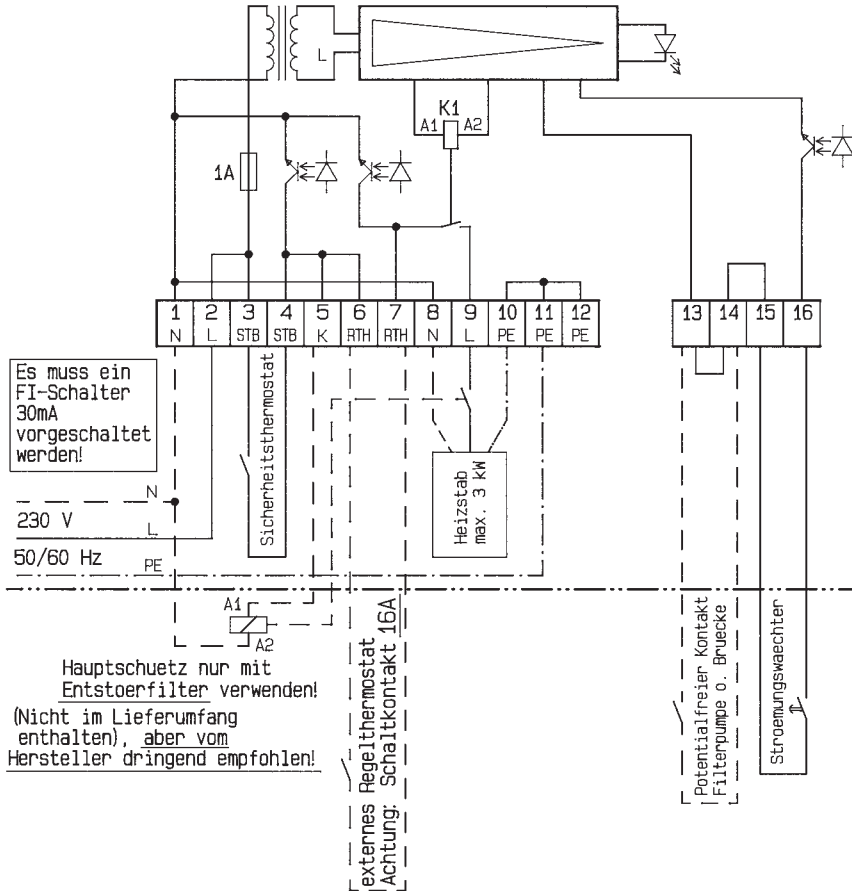 L
K1
A1 A2
1A
1 2 3 4 5 6 7 8 9 10 11 12
N L STB STB K RTH RTH N L PE PE PE
13 14 15 16
Es muss ein
FI-Schalter
30mA
vorgeschaltet
werden!
Sicherheitsthermostat
Heizstab
max. 3 kW
N
230 V L
50/60 Hz PE
A1
A2
Hauptschuetz nur mit
Entstoerfilter verwenden!
(Nicht im Lieferumfang
enthalten), aber vom
Hersteller dringend empfohlen!
externes Regelthermostat
Achtung: Schaltkontakt 16A
Potentialfreier Kontakt
Filterpumpe o. Bruecke
Stroemungswaechter